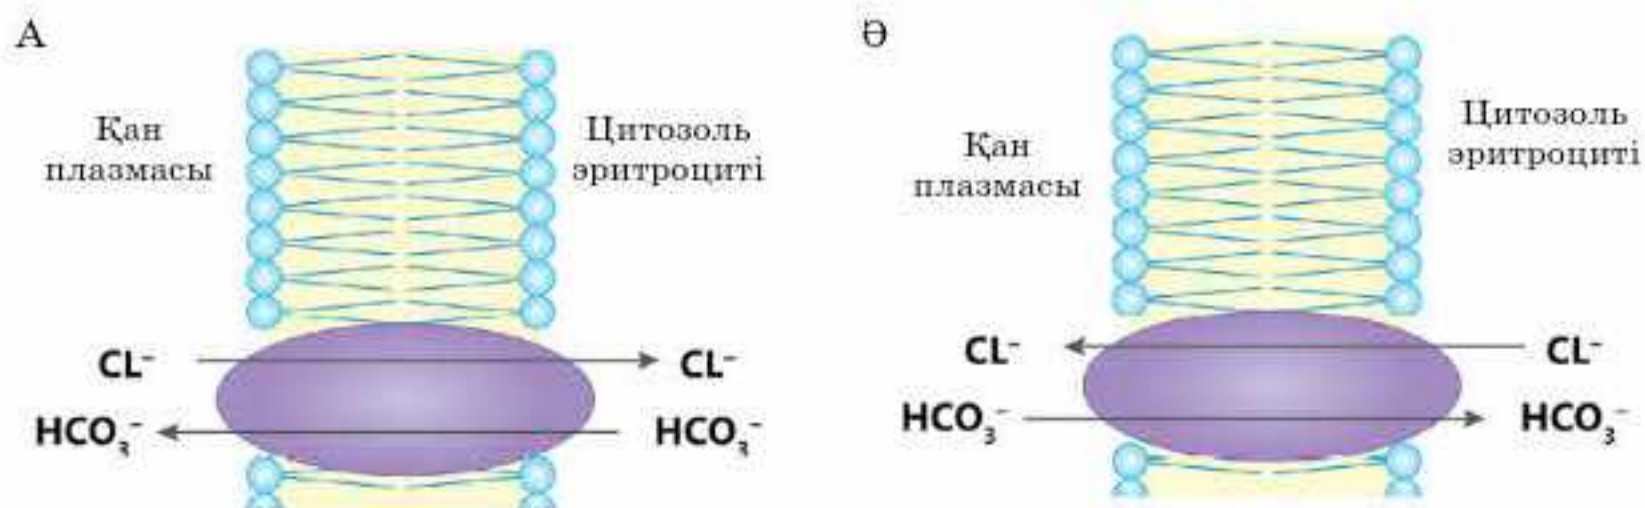 А
Қан
плазмасы
Цитозоль
эритроциті
CL⁻
CL⁻
HCO₃⁻
HCO₃⁻
Ə
Қан
плазмасы
Цитозоль
эритроциті
CL⁻
CL⁻
HCO₃⁻
HCO₃⁻